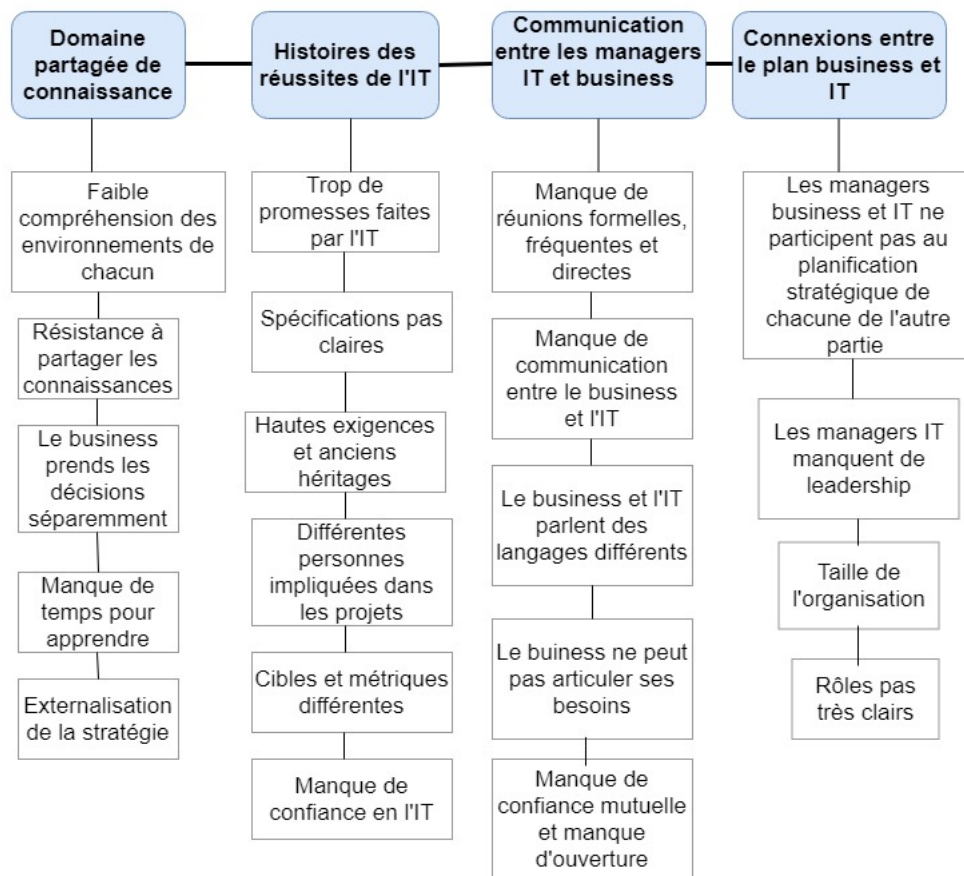 Domaine
partagée de
connaissance
Histoires des
réussites de l'IT
Communication
entre les managers
IT et business
Connexions entre
le plan business et
IT
Faible
compréhension des
environnements de
chacun
Résistance à
partager les
connaissances
Le business
prends les
décisions
séparemment
Manque de
temps pour
apprendre
Externalisation
de la stratégie
Trop de
promesses faites
par l'IT
Spécifications pas
claires
Hautes exigences
et anciens
héritages
Différentes
personnes
impliquées dans
les projets
Cibles et métriques
différentes
Manque de
confiance en l'IT
Manque de
réunions formelles,
fréquentes et
directes
Manque de
communication
entre le business
et l'IT
Le business et l'IT
parlent des
langages différents
Le buiness ne peut
pas articuler ses
besoins
Manque de
confiance mutuelle
et manque
d'ouverture
Les managers
business et IT ne
participent pas au
planification
stratégique de
chacune de l'autre
partie
Les managers IT
manquent de
leadership
Taille de
l'organisation
Rôles pas
très clairs